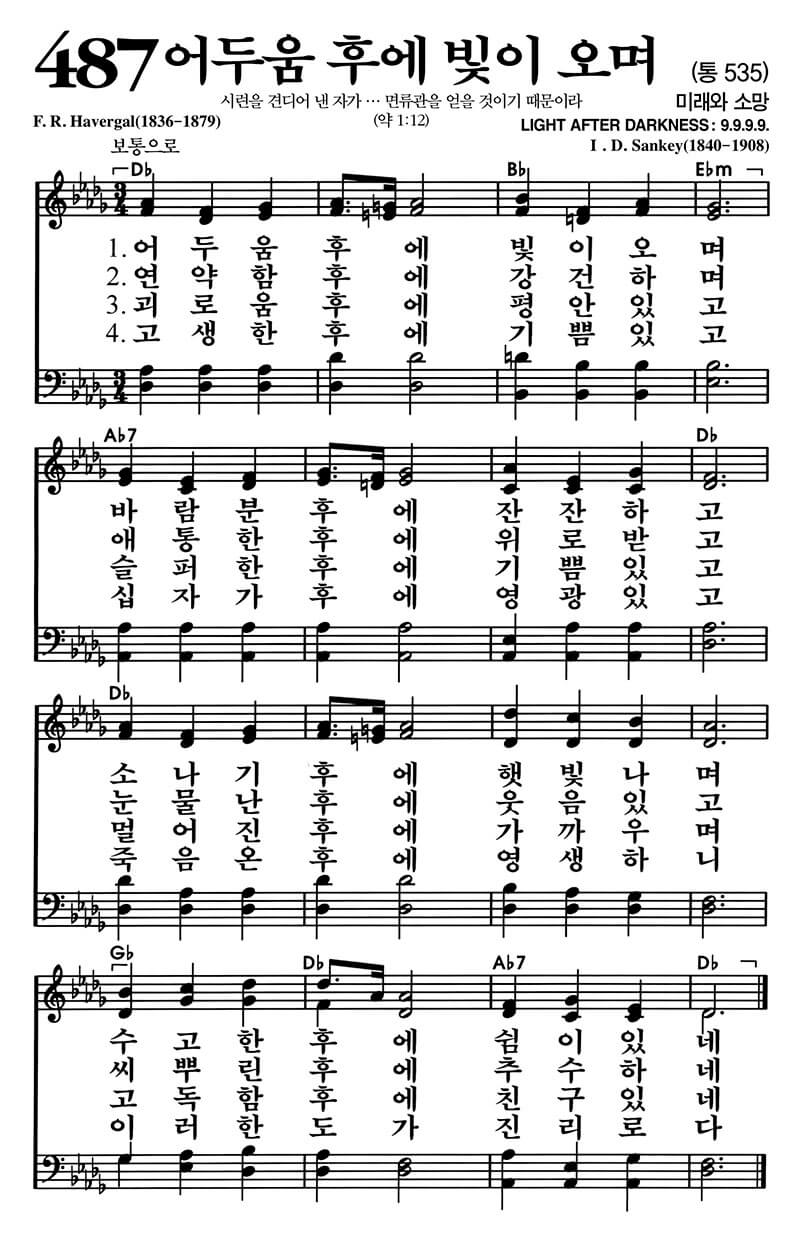 487 어두움 후에 빛이 오며 (통 535)
시련을 견디어 낸 자가 … 면류관을 얻을 것이기 때문이라 미래와 소망
F. R. Havergal(1836-1879) (약 1:12) LIGHT AFTER DARKNESS: 9.9.9.9.
보통으로 I . D. Sankey(1840-1908)
D♭ B♭ E♭m
3/4
1. 어 두 움 후 에 빛 이 오 며
2. 연 약 함 후 에 강 건 하 며
3. 괴 로 움 후 에 평 안 있 고
4. 고 생 한 후 에 기 쁨 있 고
3/4
A♭7 D♭
바 람 분 후 에 잔 잔 하 고
애 통 한 후 에 위 로 받 고
슬 퍼 한 후 에 기 쁨 있 고
십 자 가 후 에 영 광 있 고
D♭
소 나 기 후 에 햇 빛 나 며
눈 물 난 후 에 웃 음 있 고
멀 어 진 후 에 가 까 우 며
죽 음 온 후 에 영 생 하 니
G♭ D♭ A♭7 D♭
수 고 한 후 에 쉼 이 있 네
씨 뿌 린 후 에 추 수 하 네
고 독 함 후 에 친 구 있 네
이 러 한 도 가 진 리 로 다